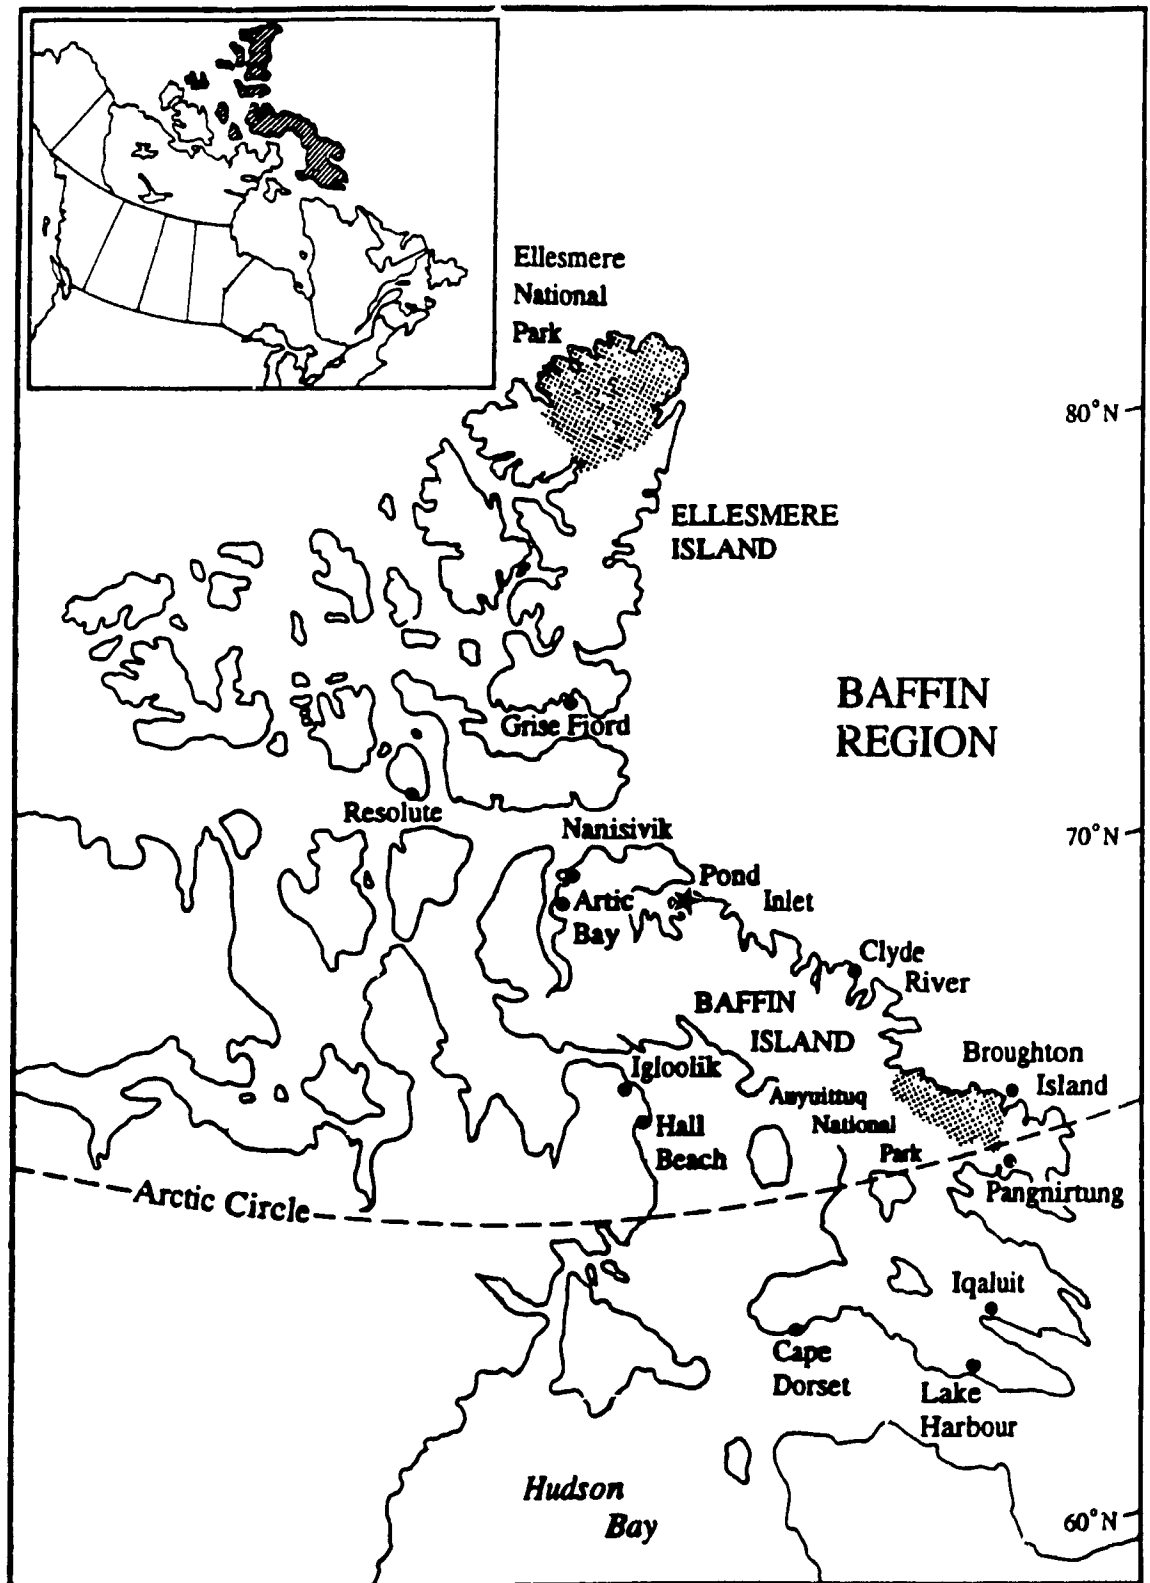 Ellesmere
National
Park
80°N
ELLESMERE
ISLAND
BAFFIN
REGION
Grise Fiord
Resolute
Nanisivik
70°N
Pond
Inlet
Artic
Bay
Clyde
River
BAFFIN
ISLAND
Broughton
Island
Igloolik
Auyuittuq
National
Park
Hall
Beach
Arctic Circle
Pangnirtung
Iqaluit
Cape
Dorset
Lake
Harbour
Hudson
Bay
60°N